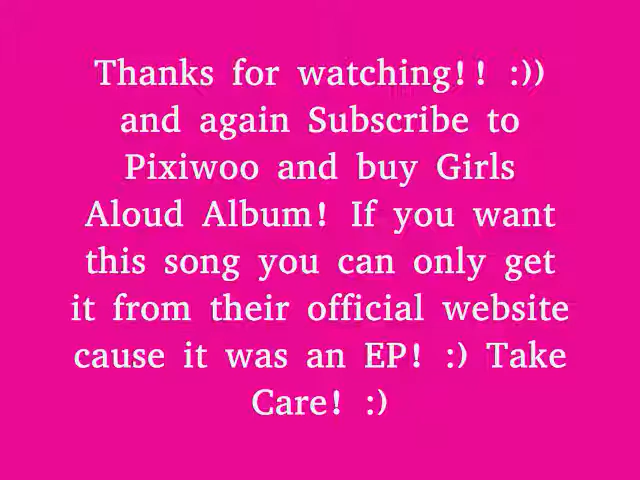 Thanks for watching!! :))
and again Subscribe to
Pixiwoo and buy Girls
Aloud Album! If you want
this song you can only get
it from their official website
cause it was an EP! :) Take
Care! :)